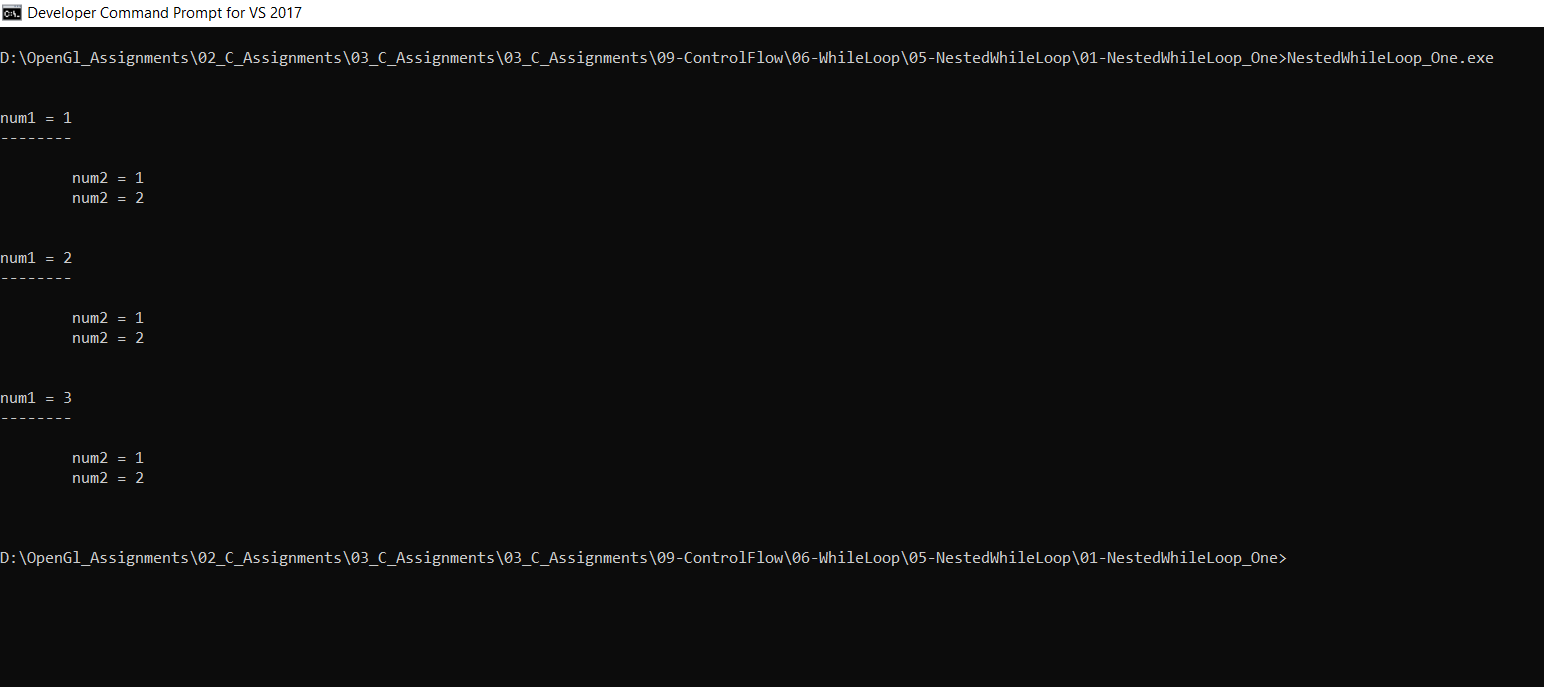 Developer Command Prompt for VS 2017
D:\OpenGl_Assignments\02_C_Assignments\03_C_Assignments\03_C_Assignments\09-ControlFlow\06-WhileLoop\05-NestedWhileLoop\01-NestedWhileLoop_One>NestedWhileLoop_One.exe
num1 = 1
--------
num2 = 1
num2 = 2
num1 = 2
--------
num2 = 1
num2 = 2
num1 = 3
--------
num2 = 1
num2 = 2
D:\OpenGl_Assignments\02_C_Assignments\03_C_Assignments\03_C_Assignments\09-ControlFlow\06-WhileLoop\05-NestedWhileLoop\01-NestedWhileLoop_One>